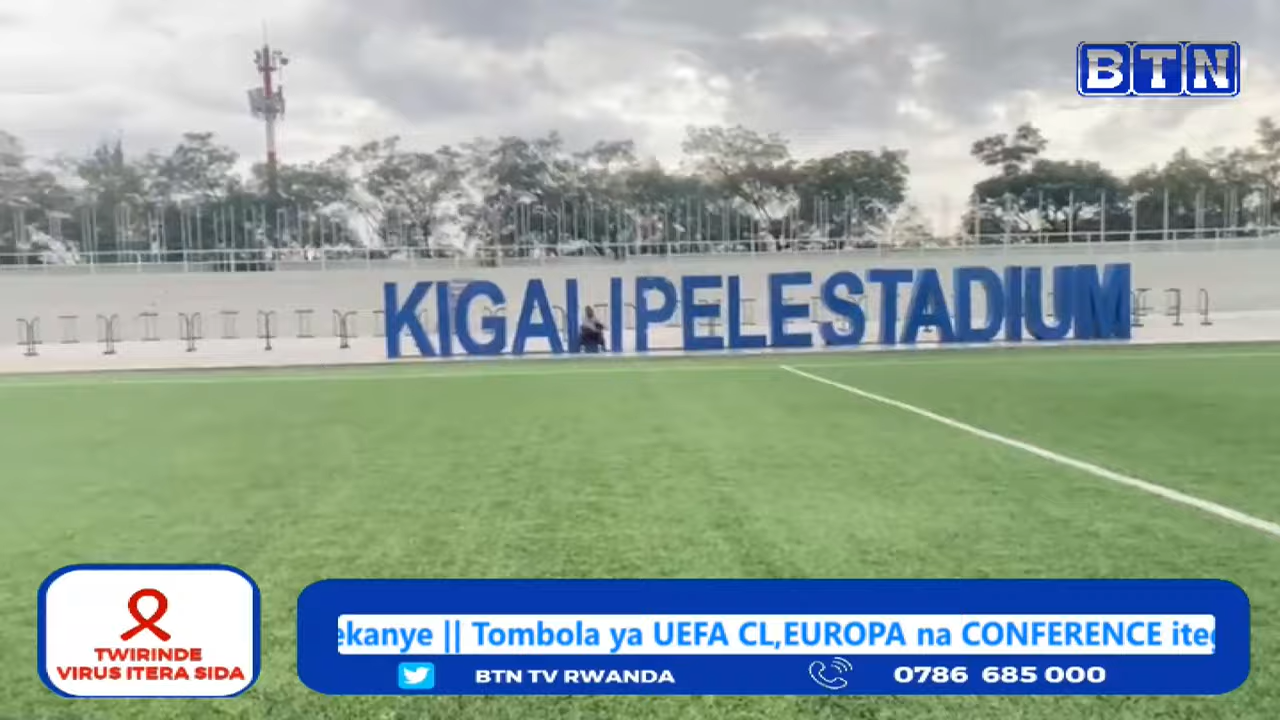 BTN
KIGALI PELE STADIUM
ekanye || Tombola ya UEFA CL,EUROPA na CONFERENCE ite
TWIRINDE
VIRUS ITERA SIDA
BTN TV RWANDA
0786 685 000